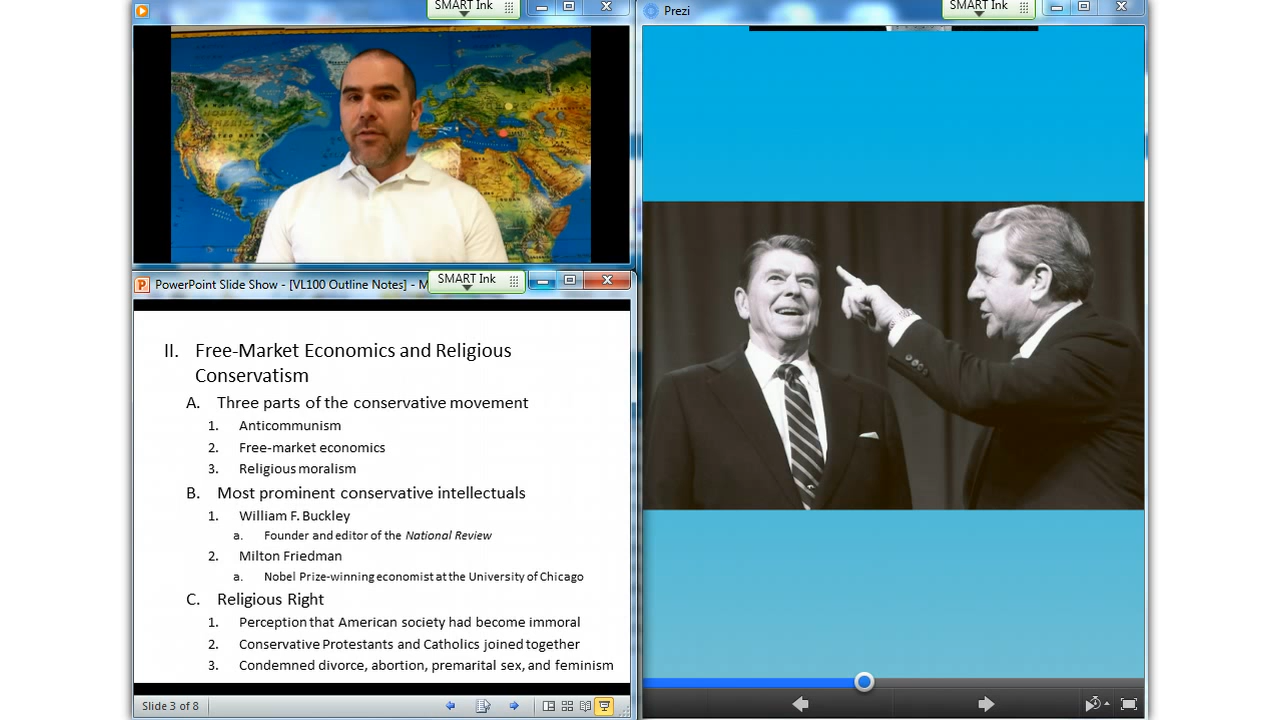 SMART Ink
Prezi
SMART Ink
PowerPoint Slide Show - [VL100 Outline Notes] - M
SMART Ink
II. Free-Market Economics and Religious
Conservatism
A. Three parts of the conservative movement
1. Anticommunism
2. Free-market economics
3. Religious moralism
B. Most prominent conservative intellectuals
1. William F. Buckley
a. Founder and editor of the National Review
2. Milton Friedman
a. Nobel Prize-winning economist at the University of Chicago
C. Religious Right
1. Perception that American society had become immoral
2. Conservative Protestants and Catholics joined together
3. Condemned divorce, abortion, premarital sex, and feminism
Slide 3 of 8